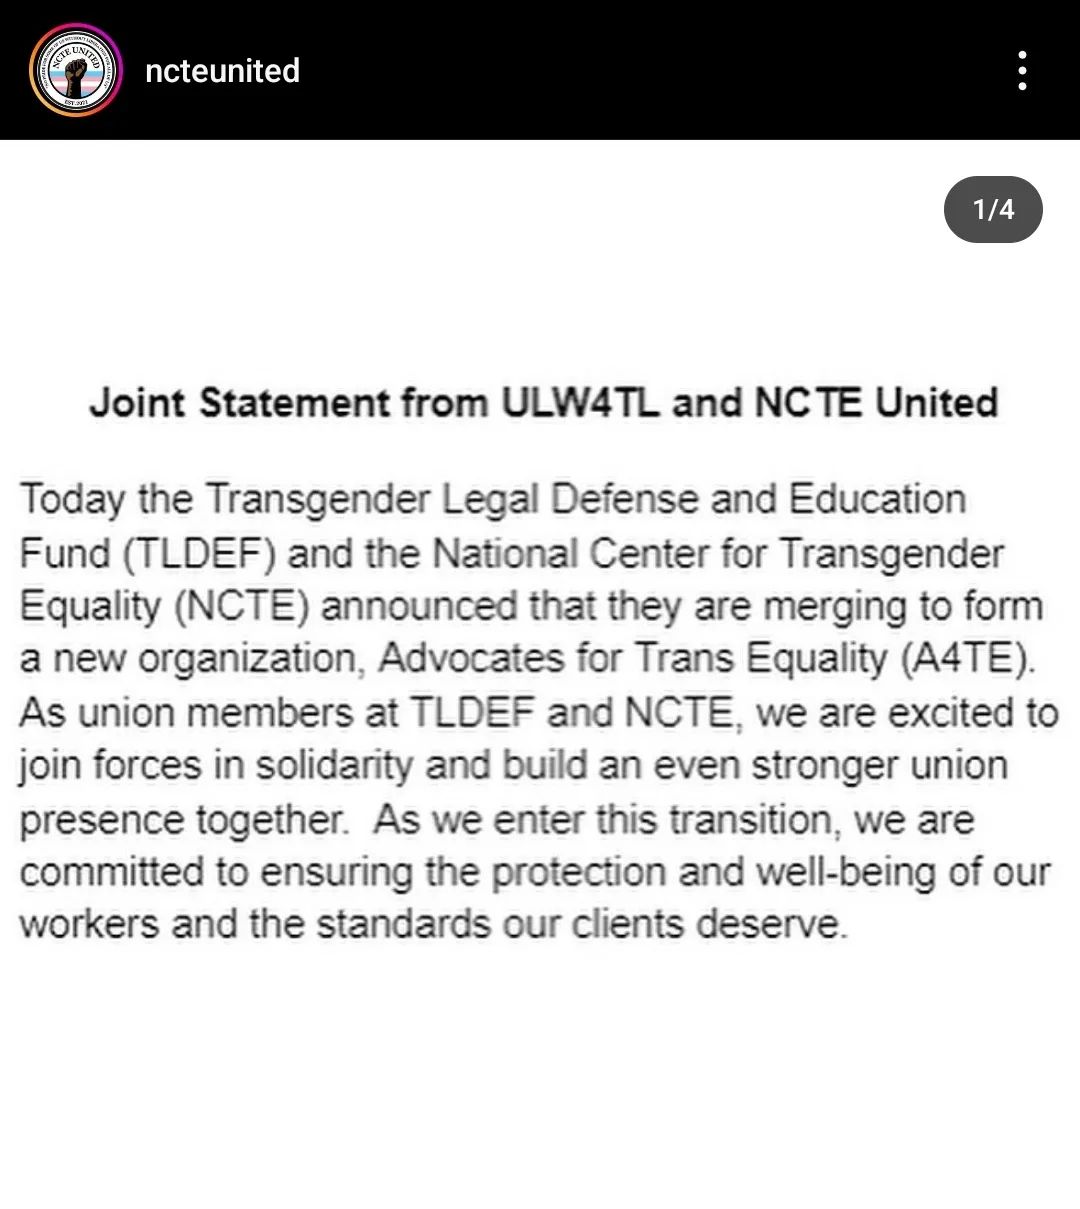 NCTE UNITED
EST. 2021
ncteunited
1/4
Joint Statement from ULW4TL and NCTE United
Today the Transgender Legal Defense and Education
Fund (TLDEF) and the National Center for Transgender
Equality (NCTE) announced that they are merging to form
a new organization, Advocates for Trans Equality (A4TE).
As union members at TLDEF and NCTE, we are excited to
join forces in solidarity and build an even stronger union
presence together.  As we enter this transition, we are
committed to ensuring the protection and well-being of our
workers and the standards our clients deserve.